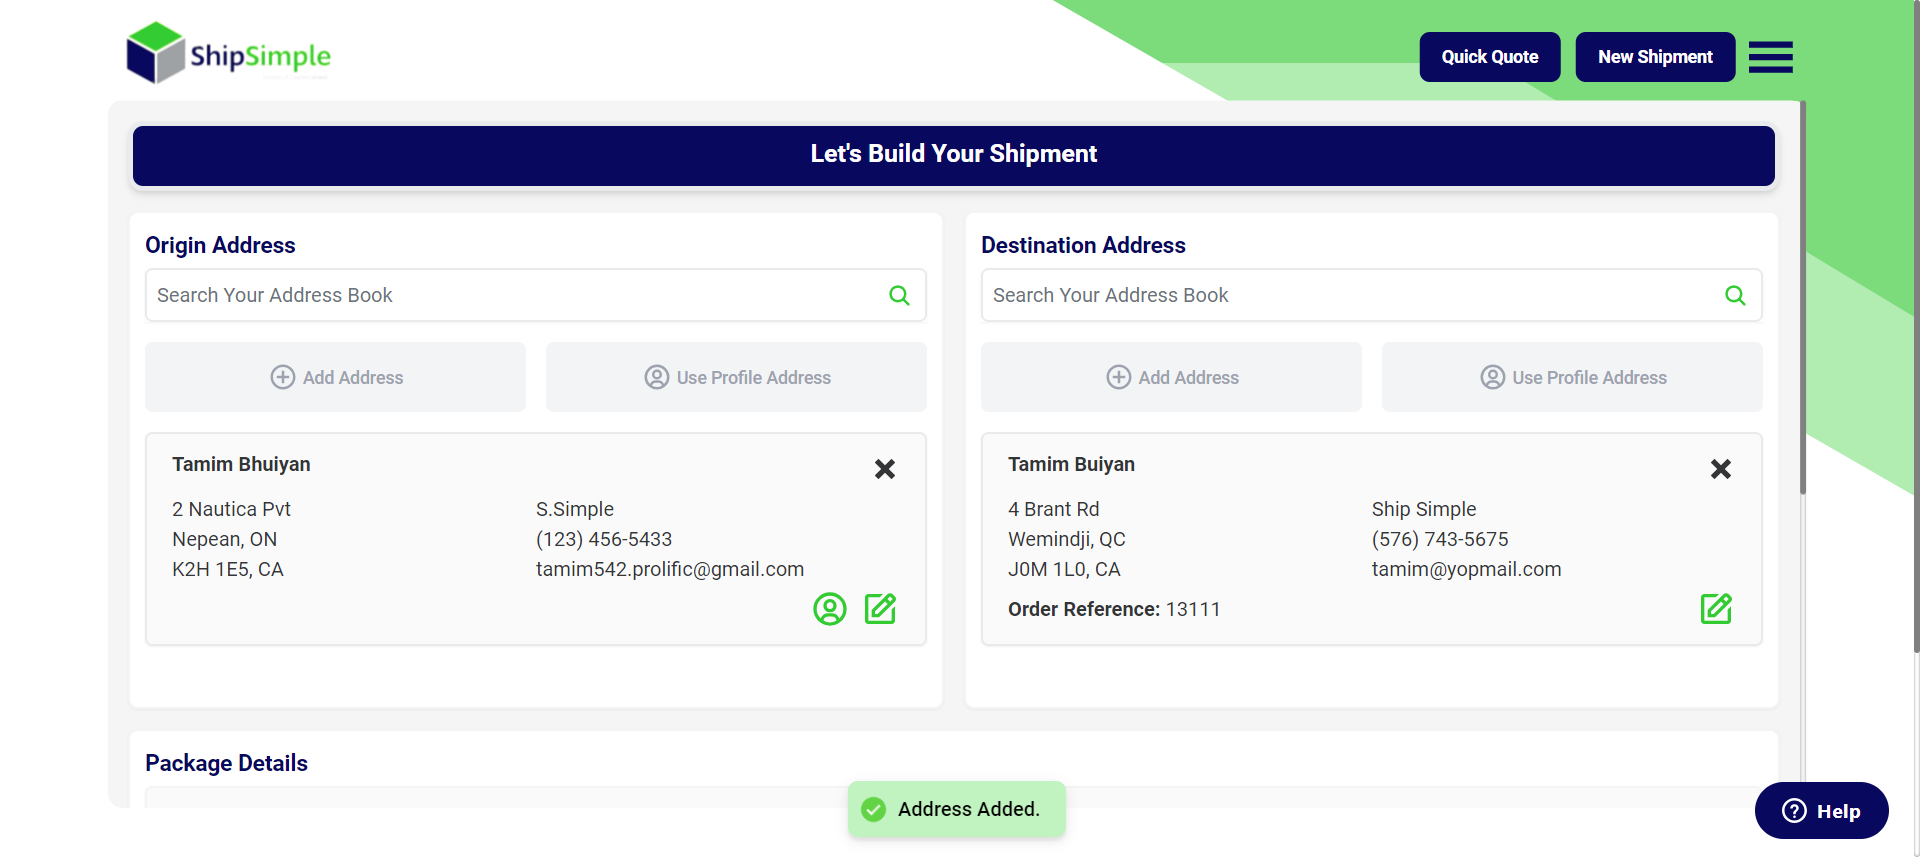 ShipSimple
Quick Quote
New Shipment
Let's Build Your Shipment
Origin Address
Search Your Address Book
Add Address
Use Profile Address
Tamim Bhuiyan
2 Nautica Pvt
Nepean, ON
K2H 1E5, CA
S.Simple
(123) 456-5433
tamim542.prolific@gmail.com
Destination Address
Search Your Address Book
Add Address
Use Profile Address
Tamim Buiyan
4 Brant Rd
Wemindji, QC
J0M 1L0, CA
Ship Simple
(576) 743-5675
tamim@yopmail.com
Order Reference: 13111
Package Details
Address Added.
Help